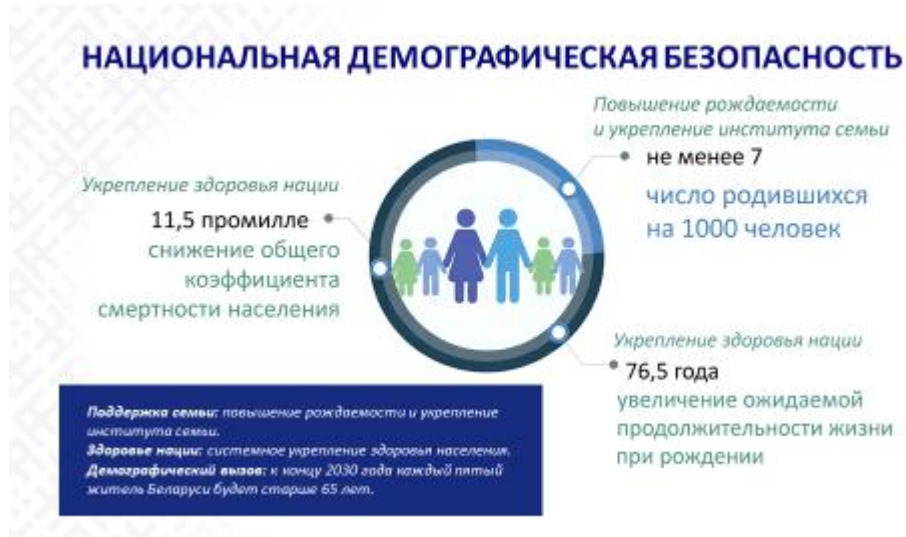 НАЦИОНАЛЬНАЯ ДЕМОГРАФИЧЕСКАЯ БЕЗОПАСНОСТЬ
Повышение рождаемости
и укрепление института семьи
не менее 7
число родившихся
на 1000 человек
Укрепление здоровья нации
11,5 промилле
снижение общего
коэффициента
смертности населения
Укрепление здоровья нации
76,5 года
увеличение ожидаемой
продолжительности жизни
при рождении
Поддержка семьи: повышение рождаемости и укрепление
института семьи.
Здоровье нации: системное укрепление здоровья населения.
Демографический вызов: к концу 2030 года каждый пятый
житель Беларуси будет старше 65 лет.